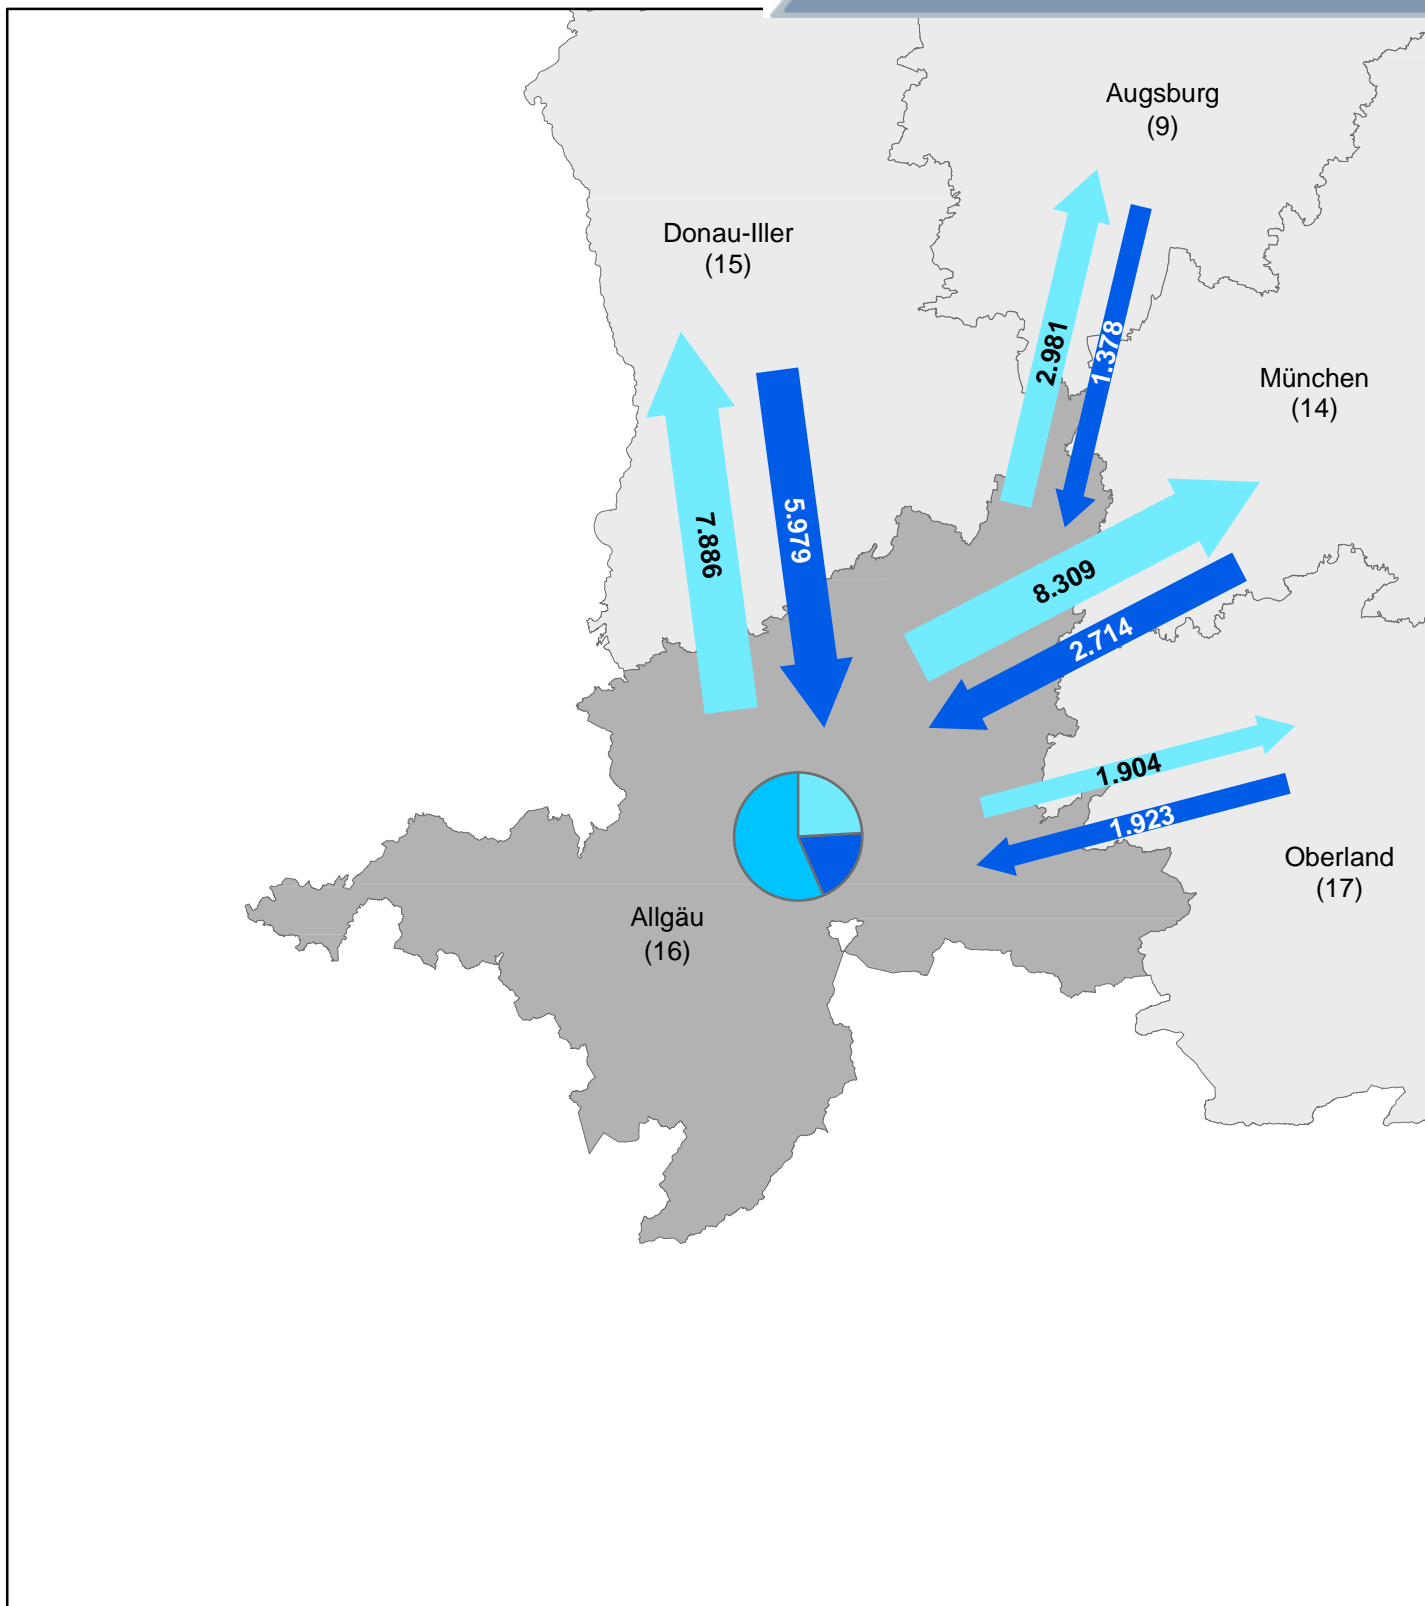 Augsburg
(9)
Donau-Iller
(15)
2.981
1.378
München
(14)
7.886
5.979
8.309
2.714
1.904
1.923
Oberland
(17)
Allgäu
(16)